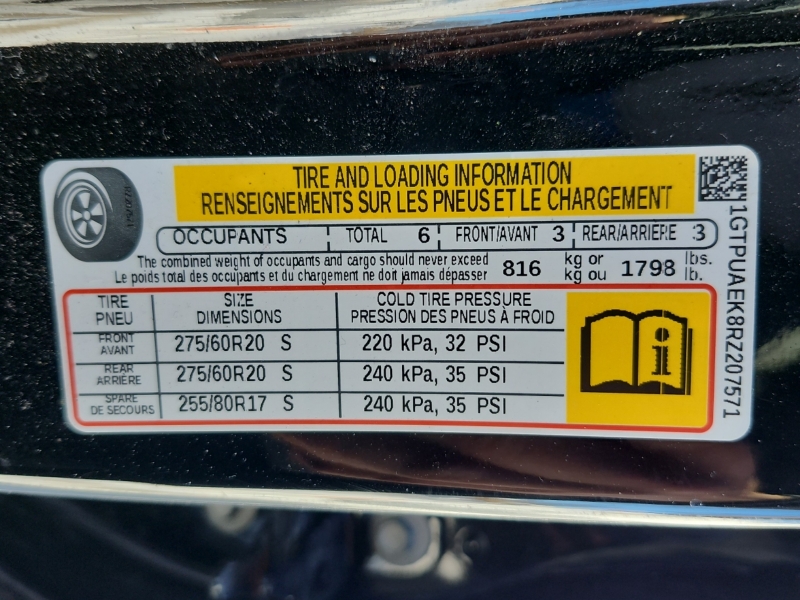 TIRE AND LOADING INFORMATION
RENSEIGNEMENTS SUR LES PNEUS ET LE CHARGEMENT
OCCUPANTS TOTAL 6 FRONT/AVANT 3 REAR/ARRIÈRE 3
The combined weight of occupants and cargo should never exceed 816 kg or 1798 lbs.
Le poids total des occupants et du chargement ne doit jamais dépasser kg ou lb.
TIRE SIZE COLD TIRE PRESSURE
PNEU DIMENSIONS PRESSION DES PNEUS À FROID
FRONT
AVANT 275/60R20 S 220 kPa, 32 PSI
REAR
ARRIÈRE 275/60R20 S 240 kPa, 35 PSI
SPARE
DE SECOURS 255/80R17 S 240 kPa, 35 PSI
i
1GTPUAEK8RZ207571